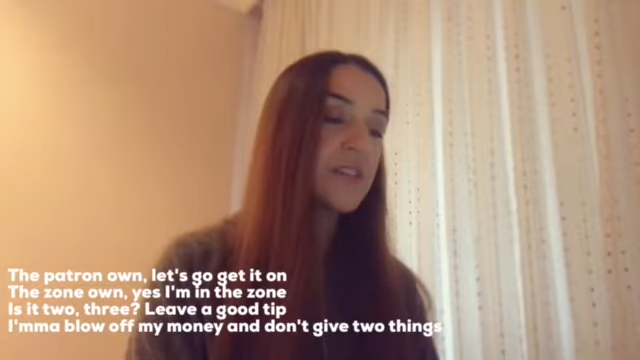 The patron own, let's go get it on
The zone own, yes I'm in the zone
Is it two, three? Leave a good tip
I'mma blow off my money and don't give two things